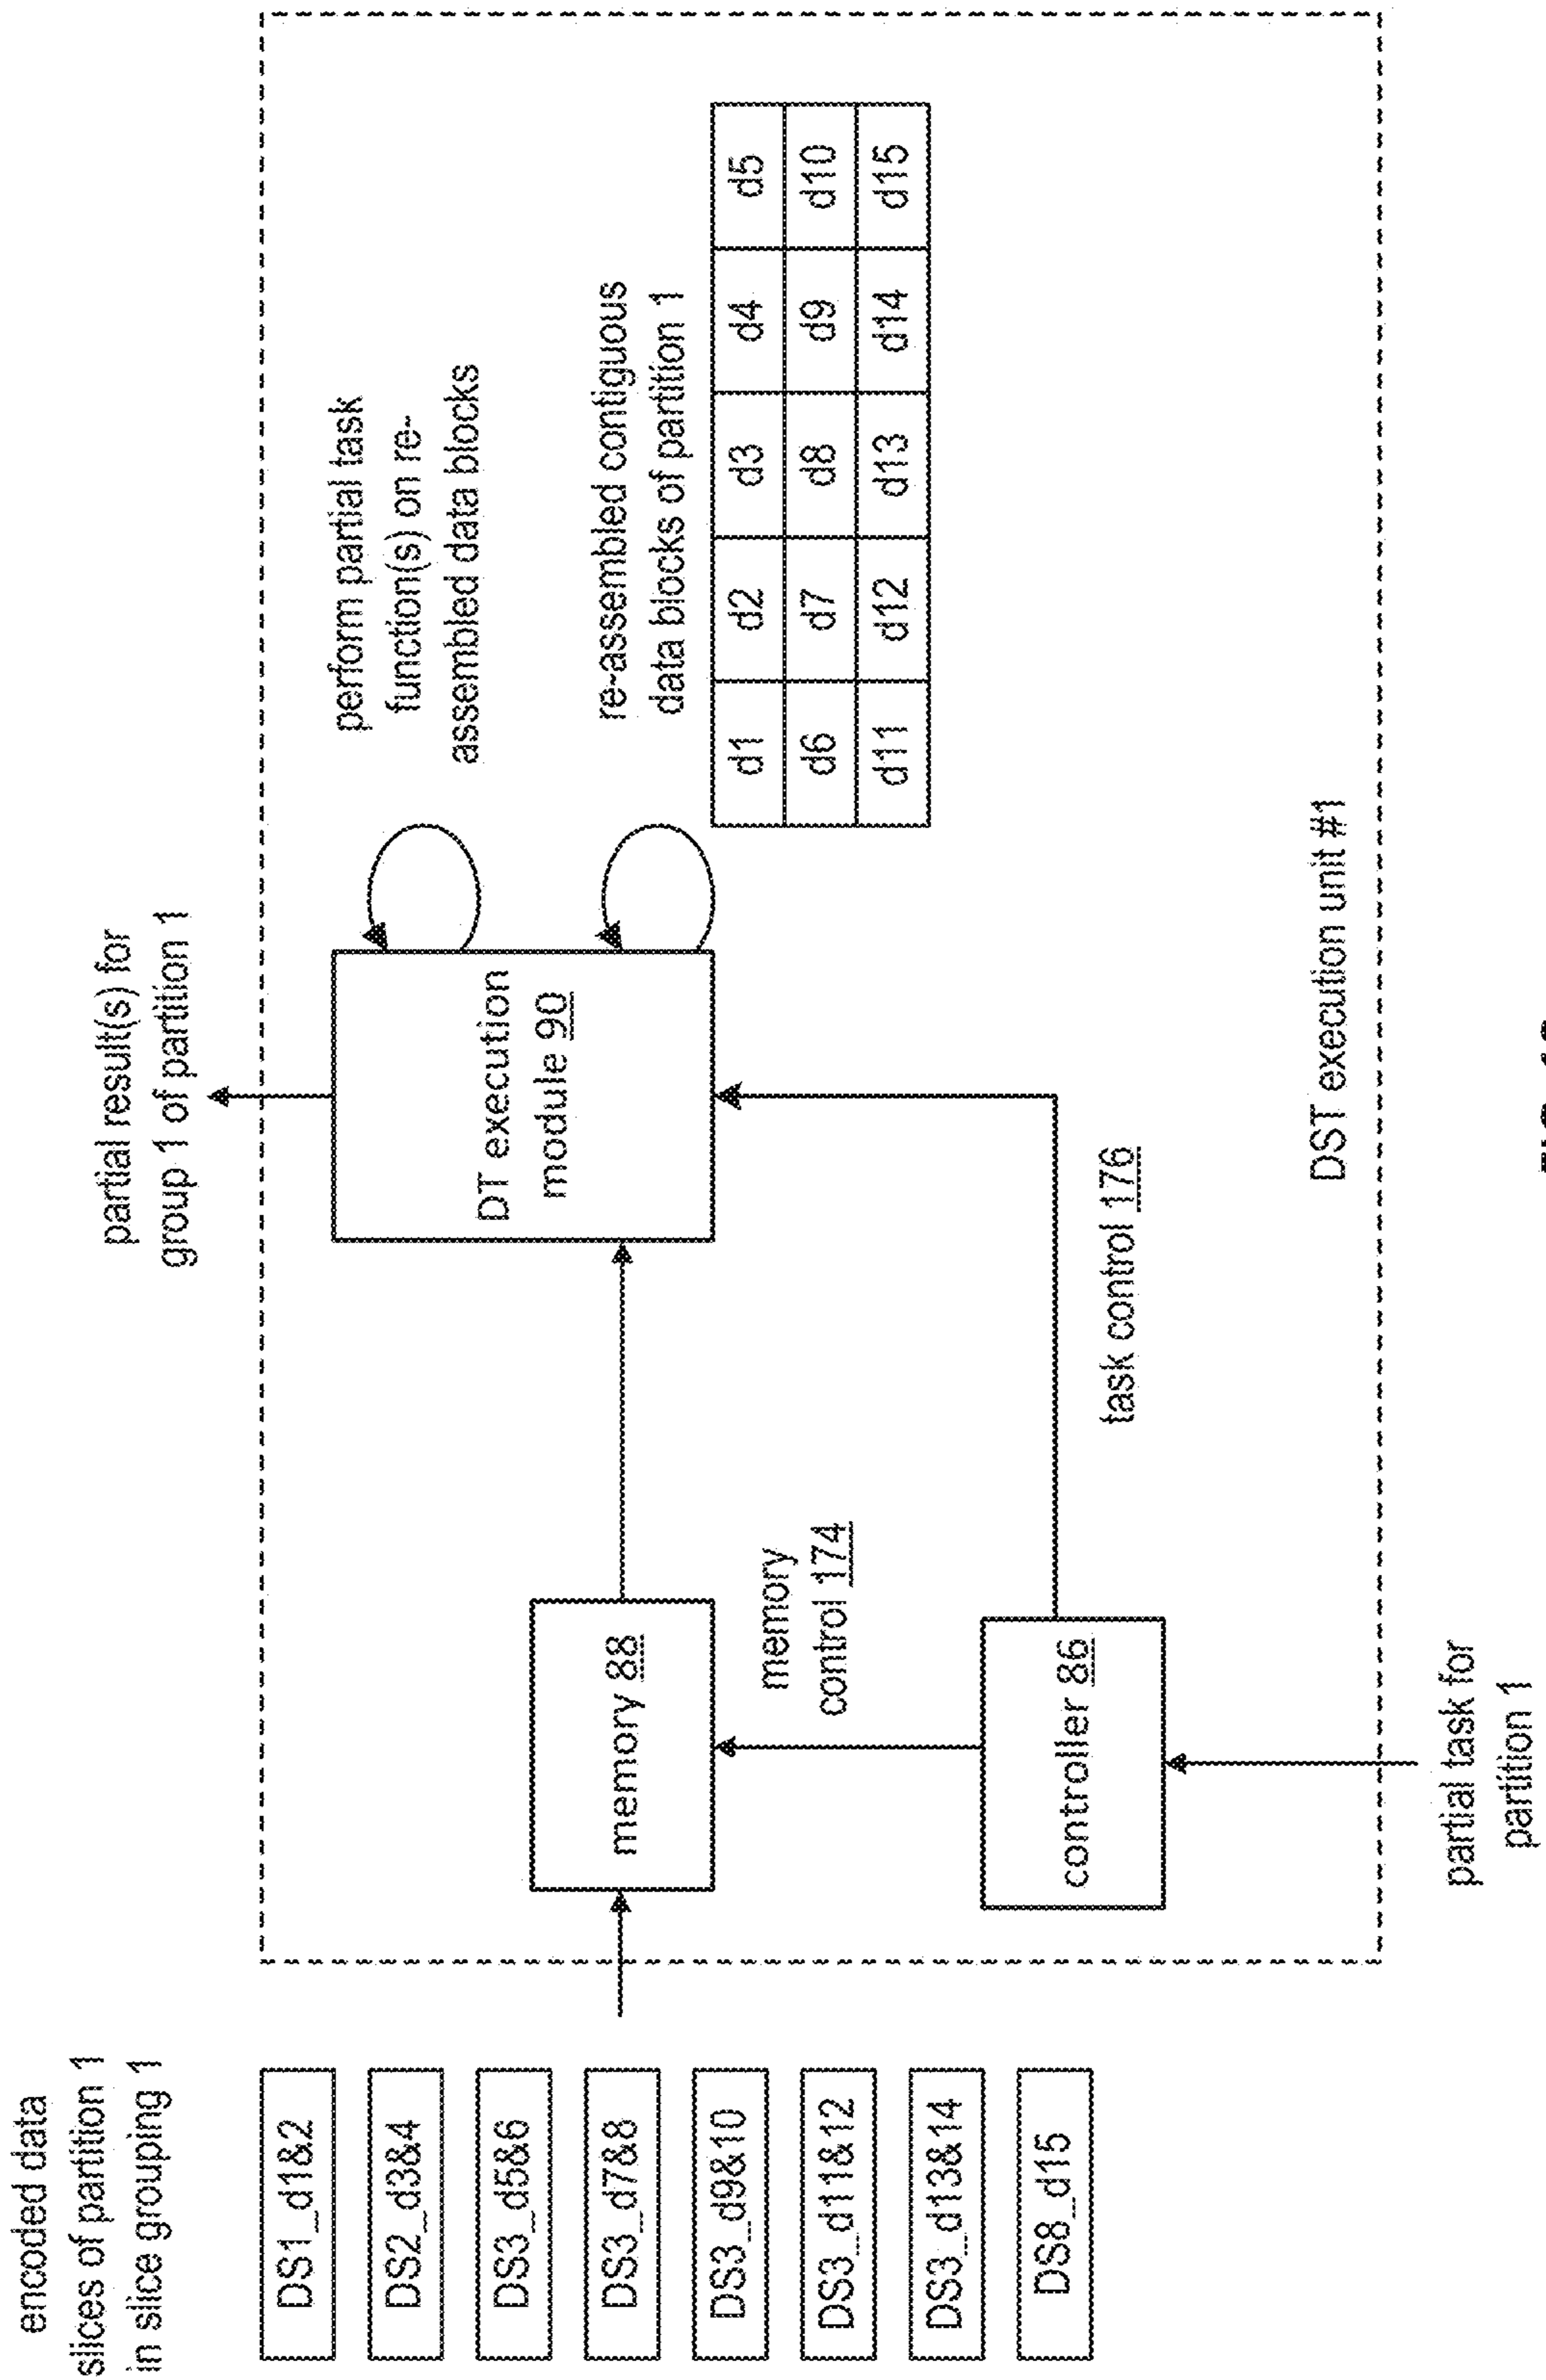 encoded data
slices of partition 1
in slice grouping 1
DS1_d1&2
DS2_d3&4
DS3_d5&6
DS3_d7&8
DS3_d9&10
DS3_d11&12
DS3_d13&14
DS8_d15
partial result(s) for
group 1 of partition 1
DT execution
module 90
perform partial task
function(s) on re-
assembled data blocks
re-assembled contiguous
data blocks of partition 1
d1 d2 d3 d4 d5
d6 d7 d8 d9 d10
d11 d12 d13 d14 d15
memory 88
memory
control 174
controller 86
task control 176
DST execution unit #1
partial task for
partition 1